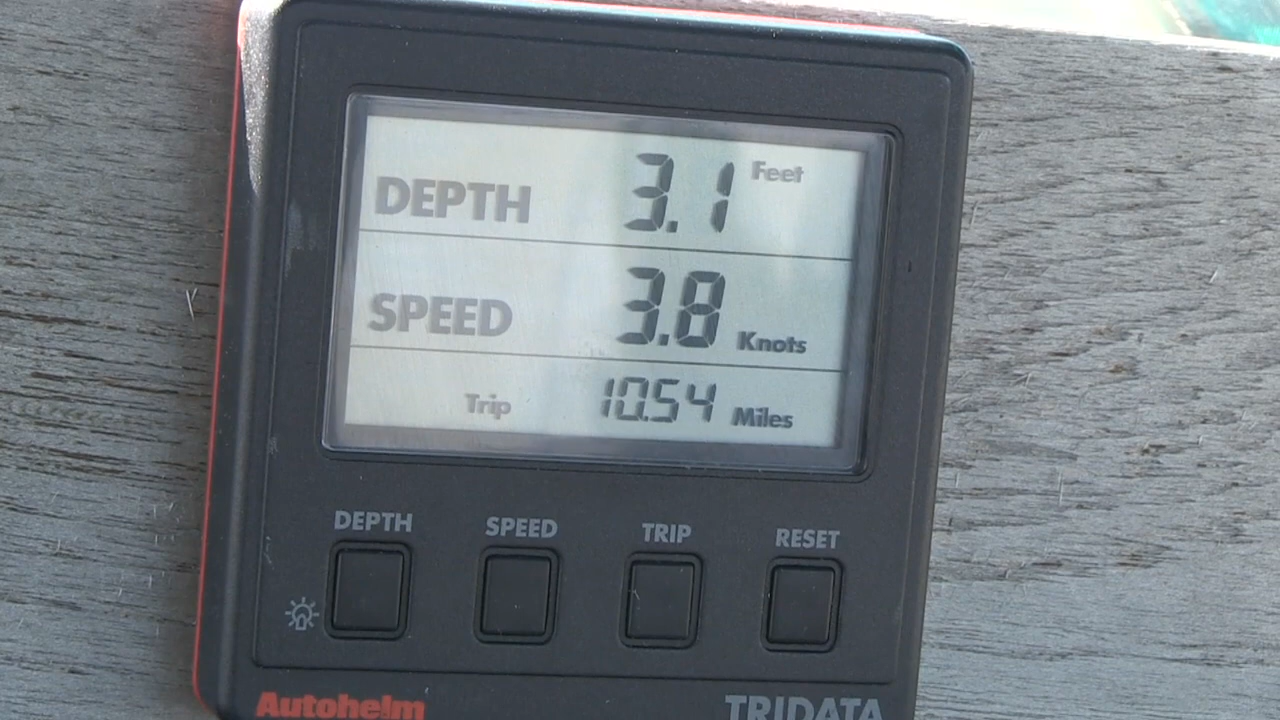 DEPTH 3.1 Feet
SPEED 3.8 Knots
Trip 10.54 Miles
DEPTH SPEED TRIP RESET
Autohelm TRIDATA